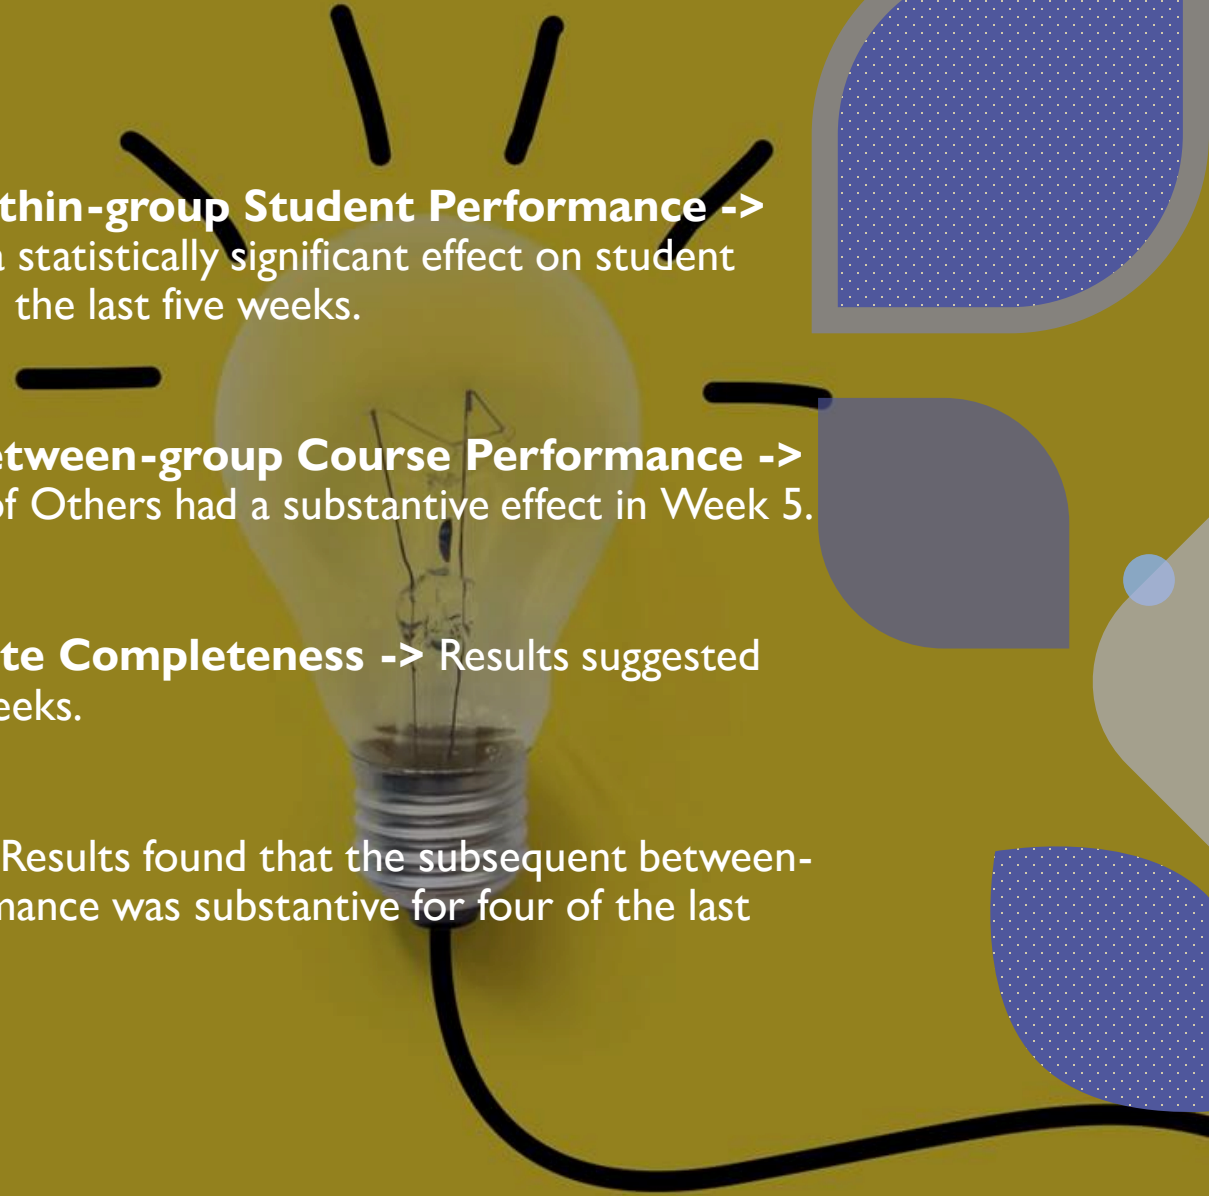 thin-group Student Performance ->
a statistically significant effect on student
the last five weeks.
etween-group Course Performance ->
of Others had a substantive effect in Week 5.
te Completeness -> Results suggested
eeks.
Results found that the subsequent between-
mance was substantive for four of the last